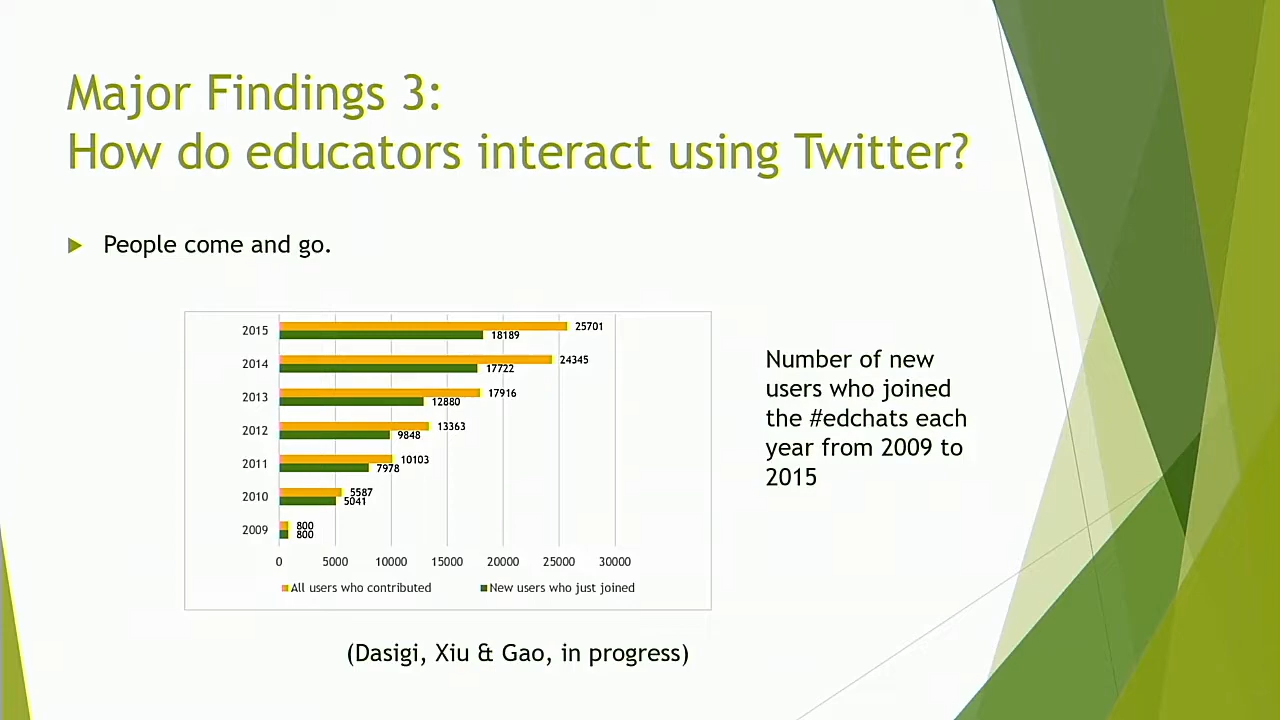 Major Findings 3:
How do educators interact using Twitter?
People come and go.
2015
25701
18189
2014
24345
17722
2013
17916
12880
2012
13363
9848
2011
10103
7978
2010
5587
5041
2009
800
800
0 5000 10000 15000 20000 25000 30000
All users who contributed New users who just joined
Number of new
users who joined
the #edchats each
year from 2009 to
2015
(Dasigi, Xiu & Gao, in progress)